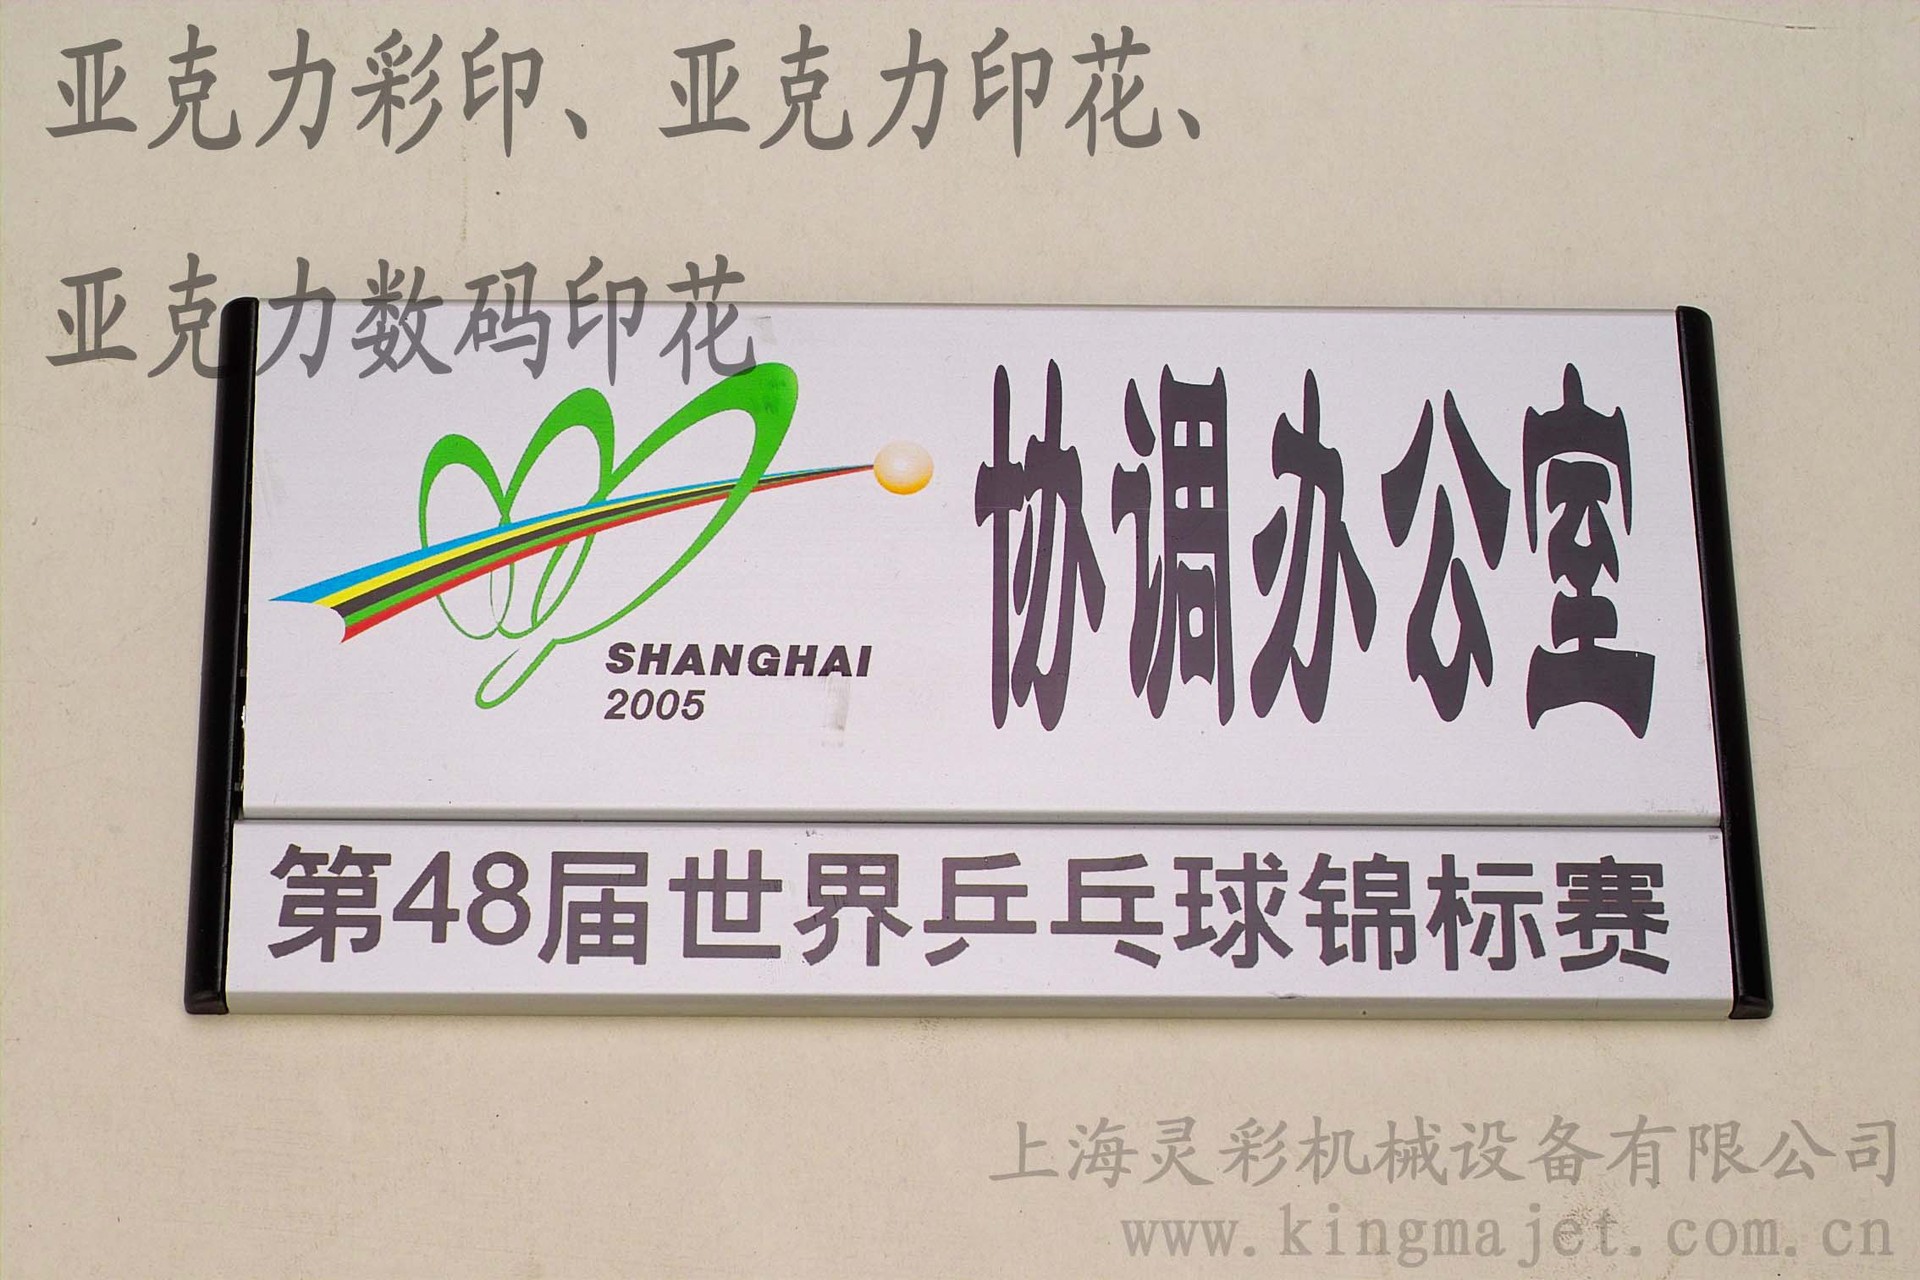 亚克力彩印、亚克力印花、
亚克力数码印花
协调办公室
SHANGHAI
2005
第48届世界乒乓球锦标赛
上海灵彩机械设备有限公司
www.kingmajet.com.cn